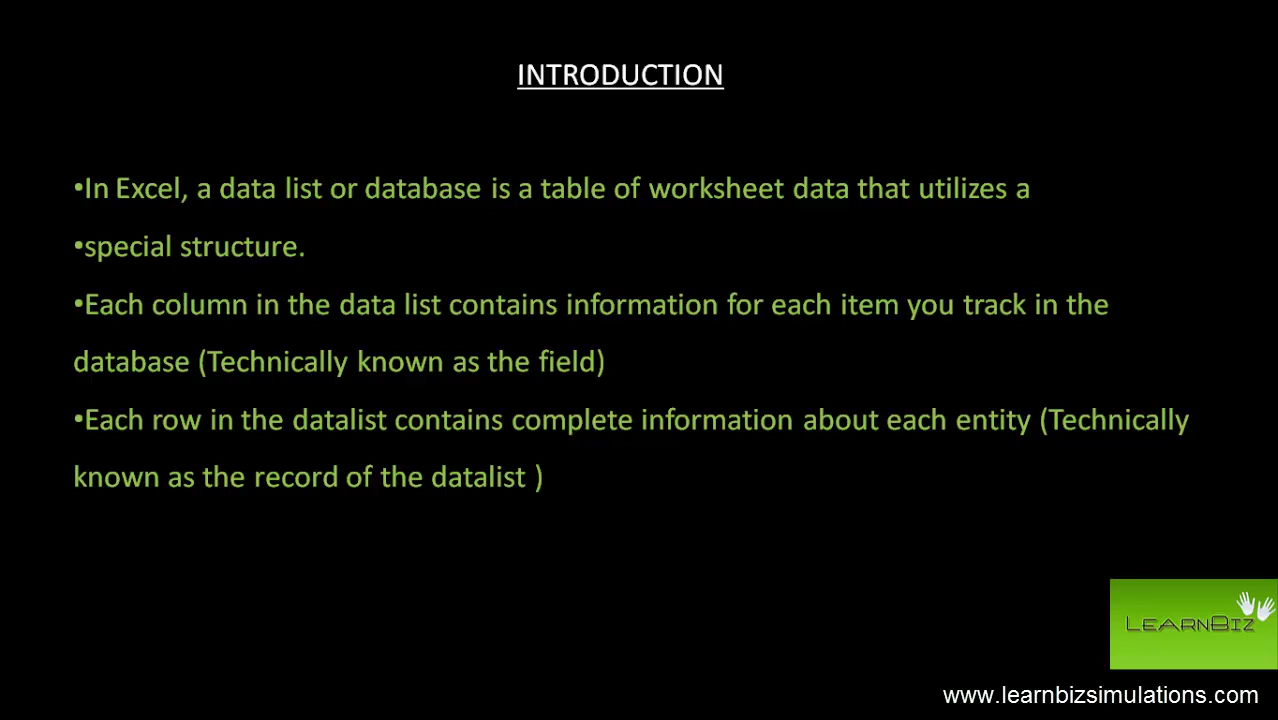 INTRODUCTION
•In Excel, a data list or database is a table of worksheet data that utilizes a
•special structure.
•Each column in the data list contains information for each item you track in the
database (Technically known as the field)
•Each row in the datalist contains complete information about each entity (Technically
known as the record of the datalist )
LEARNBIZ
www.learnbizsimulations.com